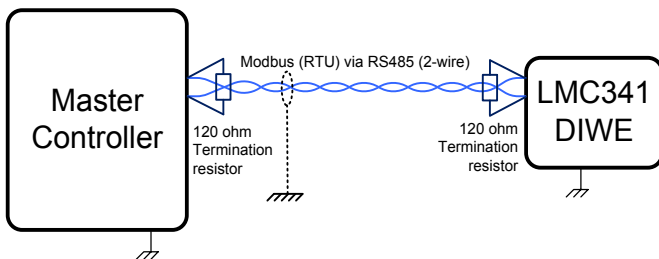 Master
Controller
Modbus (RTU) via RS485 (2-wire)
120 ohm
Termination
resistor
120 ohm
Termination
resistor
LMC341
DIWE